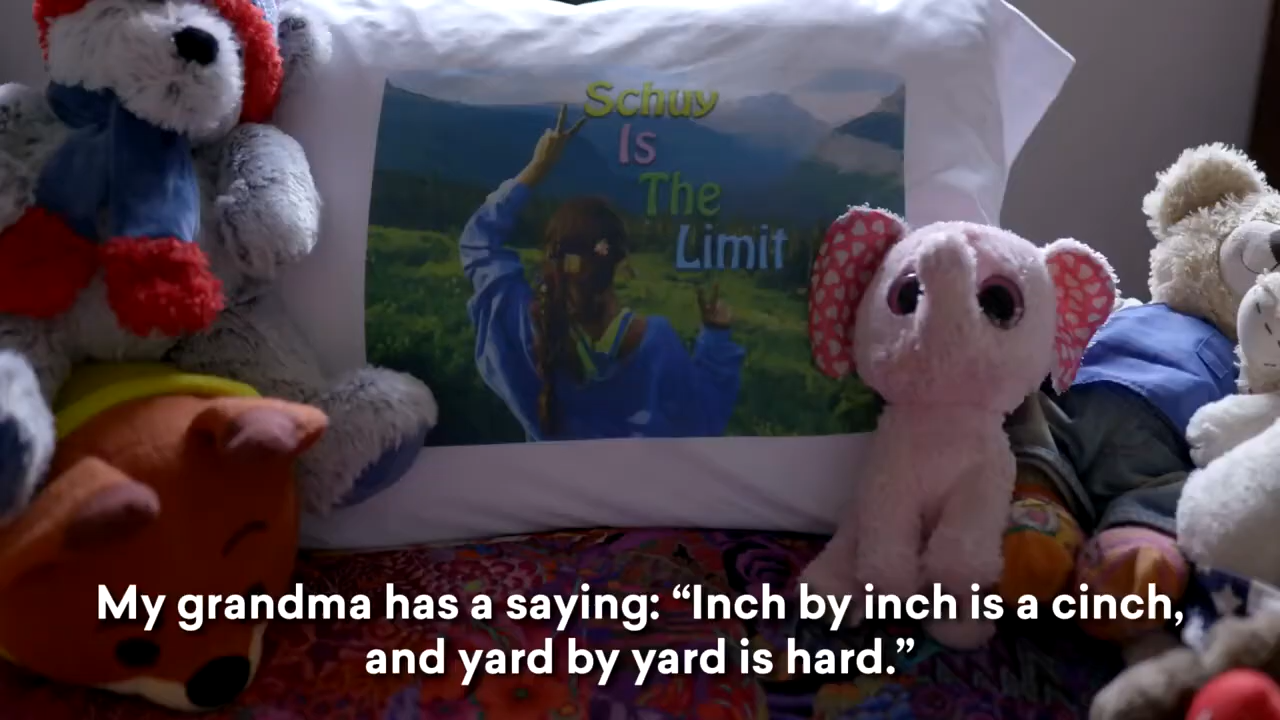 Schuy
Is
The
Limit
My grandma has a saying: “Inch by inch is a cinch,
and yard by yard is hard.”